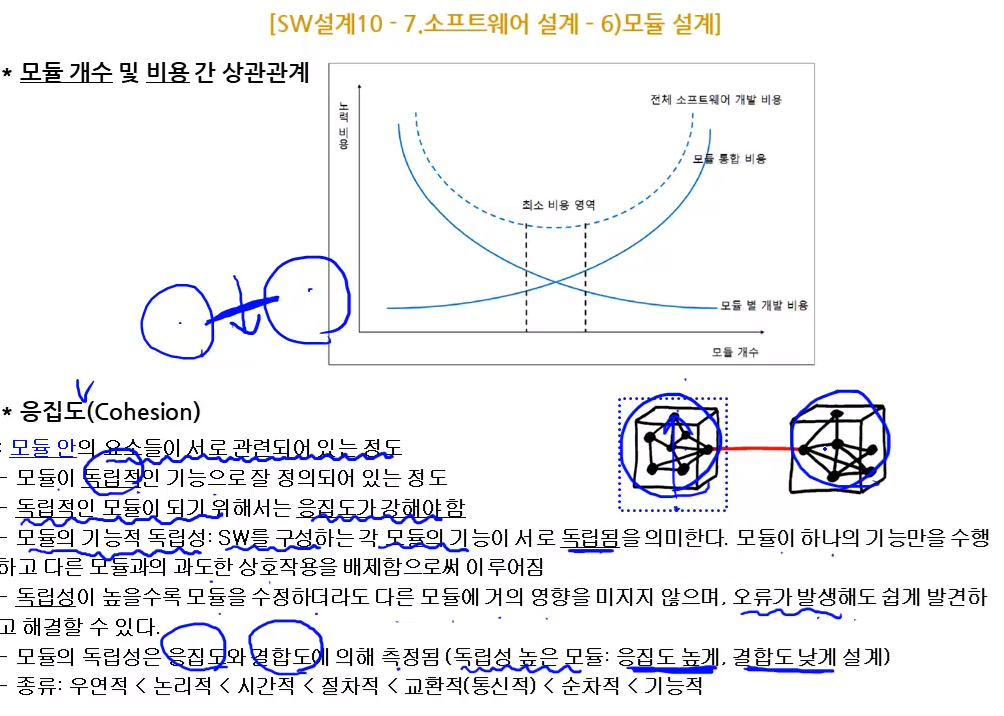 [SW설계10 - 7.소프트웨어 설계 - 6)모듈 설계]
* 모듈 개수 및 비용 간 상관관계
노력 비용
전체 소프트웨어 개발 비용
모듈 통합 비용
최소 비용 영역
모듈 별 개발 비용
모듈 개수
* 응집도(Cohesion)
: 모듈 안의 요소들이 서로 관련되어 있는 정도
- 모듈이 독립적인 기능으로 잘 정의되어 있는 정도
- 독립적인 모듈이 되기 위해서는 응집도가 강해야 함
- 모듈의 기능적 독립성: SW를 구성하는 각 모듈의 기능이 서로 독립됨을 의미한다. 모듈이 하나의 기능만을 수행
하고 다른 모듈과의 과도한 상호작용을 배제함으로써 이루어짐
- 독립성이 높을수록 모듈을 수정하더라도 다른 모듈에 거의 영향을 미치지 않으며, 오류가 발생해도 쉽게 발견하
고 해결할 수 있다.
- 모듈의 독립성은 응집도와 결합도에 의해 측정됨 (독립성 높은 모듈: 응집도 높게, 결합도 낮게 설계)
- 종류: 우연적 < 논리적 < 시간적 < 절차적 < 교환적(통신적) < 순차적 < 기능적